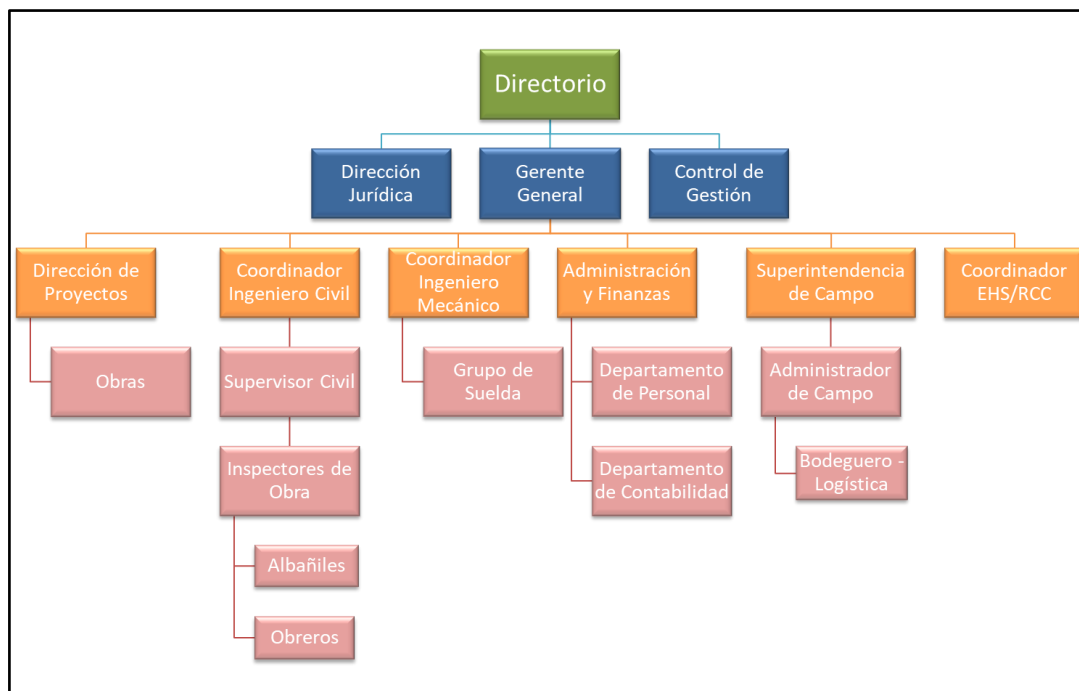 Directorio
Dirección
Jurídica
Gerente
General
Control de
Gestión
Dirección de
Proyectos
Coordinador
Ingeniero Civil
Coordinador
Ingeniero
Mecánico
Administración
y Finanzas
Superintendencia
de Campo
Coordinador
EHS/RCC
Obras
Supervisor Civil
Grupo de
Suelda
Departamento
de Personal
Administrador
de Campo
Inspectores de
Obra
Departamento
de Contabilidad
Bodeguero -
Logística
Albañiles
Obreros